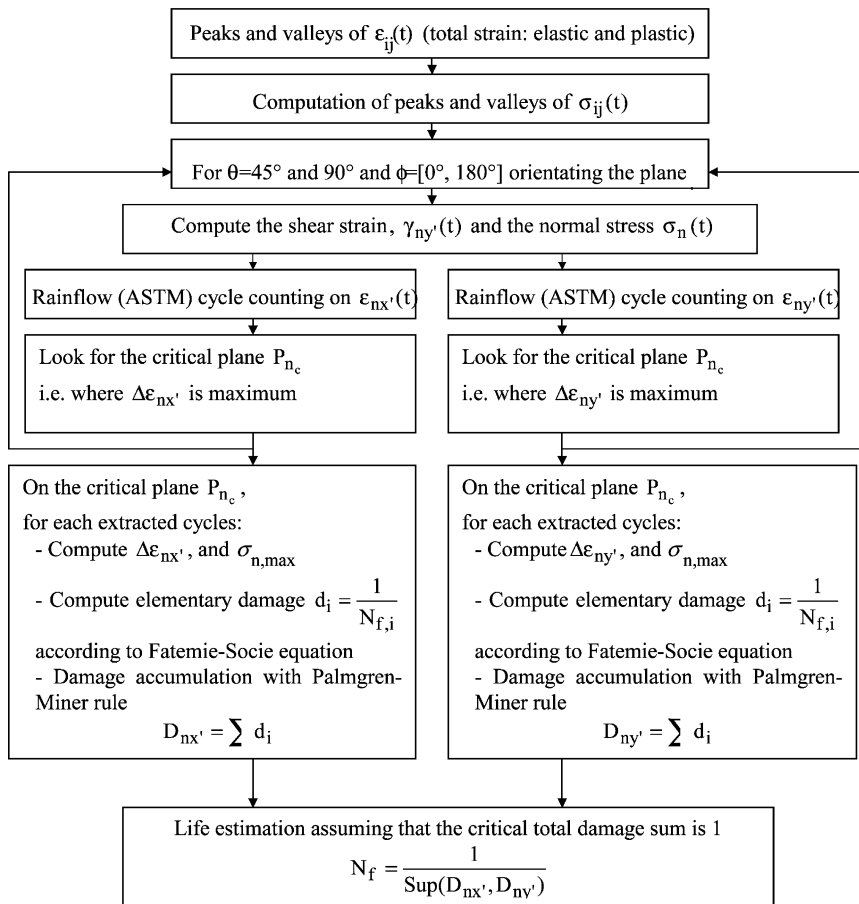 Peaks and valleys of ε_ij(t) (total strain: elastic and plastic)
Computation of peaks and valleys of σ_ij(t)
For θ=45° and 90° and ϕ=[0°, 180°] orientating the plane
Compute the shear strain, γ_ny'(t) and the normal stress σ_n(t)
Rainflow (ASTM) cycle counting on ε_nx'(t)
Look for the critical plane P_n_c
i.e. where Δε_nx' is maximum
On the critical plane P_n_c ,
for each extracted cycles:
- Compute Δε_nx', and σ_n,max
- Compute elementary damage d_i = 1/N_f,i
according to Fatemie-Socie equation
- Damage accumulation with Palmgren-
Miner rule
D_nx' = ∑ d_i
Rainflow (ASTM) cycle counting on ε_ny'(t)
Look for the critical plane P_n_c
i.e. where Δε_ny' is maximum
On the critical plane P_n_c ,
for each extracted cycles:
- Compute Δε_ny', and σ_n,max
- Compute elementary damage d_i = 1/N_f,i
according to Fatemie-Socie equation
- Damage accumulation with Palmgren-
Miner rule
D_ny' = ∑ d_i
Life estimation assuming that the critical total damage sum is 1
N_f = 1/Sup(D_nx', D_ny')